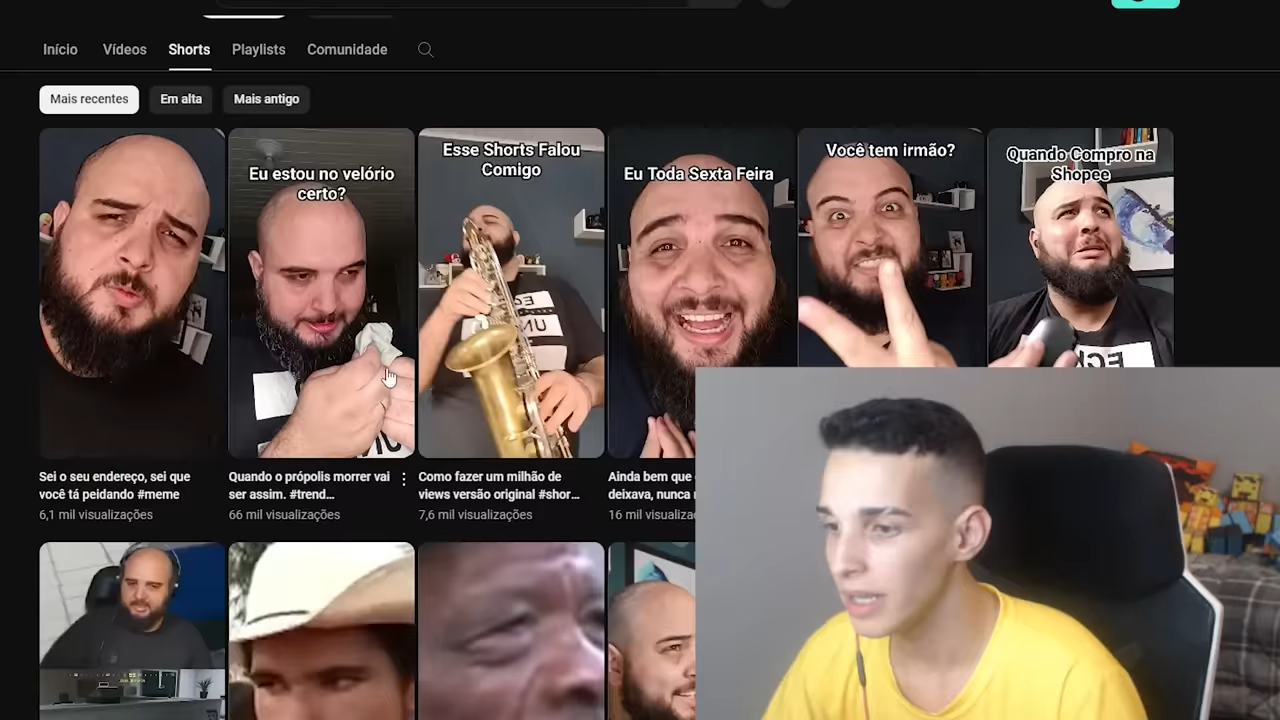 Início Vídeos Shorts Playlists Comunidade
Mais recentes Em alta Mais antigo
Eu estou no velório
certo?
Esse Shorts Falou
Comigo
Eu Toda Sexta Feira
Você tem irmão?
Quando Compro na
Shopee
Sei o seu endereço, sei que
você tá peidando #meme
6,1 mil visualizações
Quando o própolis morrer vai
ser assim. #trend...
66 mil visualizações
Como fazer um milhão de
views versão original #shor...
7,6 mil visualizações
Ainda bem que
deixava, nunca
16 mil